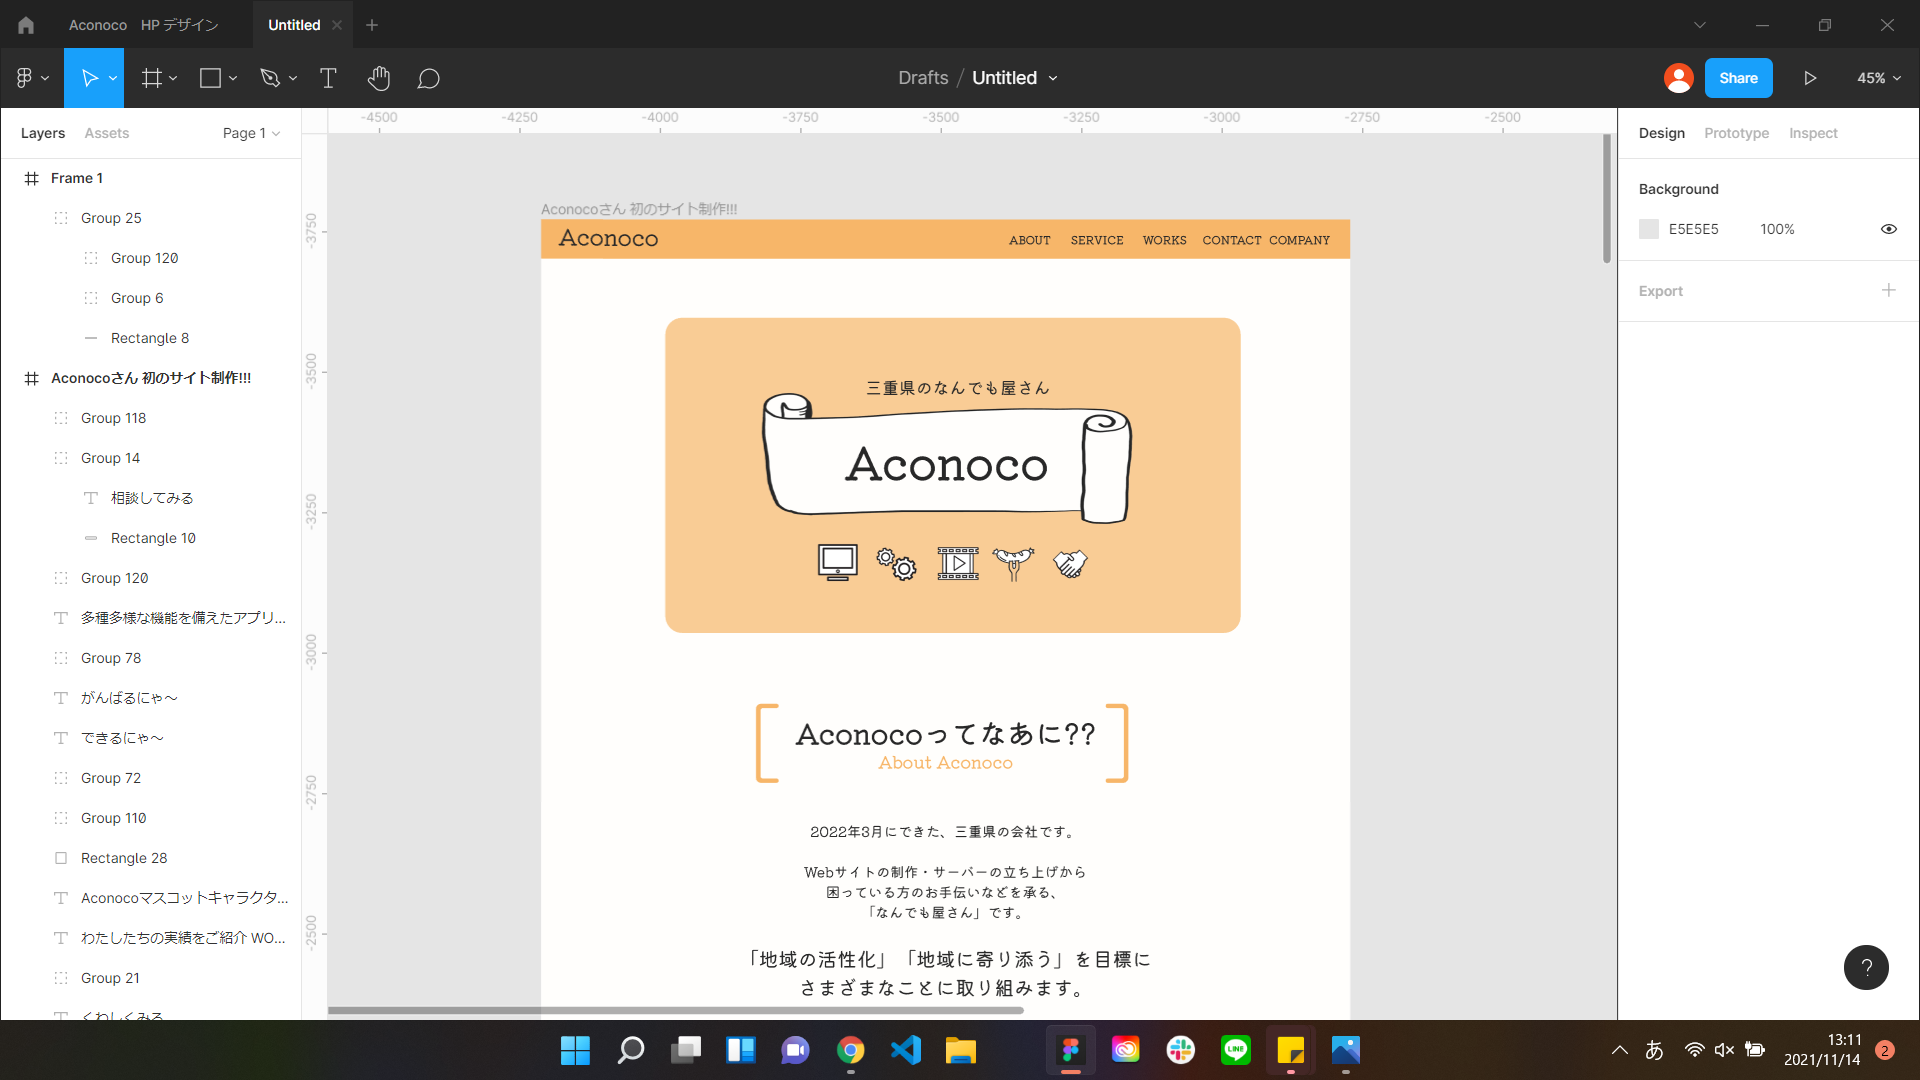 Aconoco　HP デザイン
Untitled
Drafts / Untitled
Share
45%
Layers
Assets
Page 1
-4500
-4250
-4000
-3750
-3500
-3250
-3000
-2750
-2500
Design
Prototype
Inspect
Frame 1
Group 25
Group 120
Group 6
Rectangle 8
Aconocoさん 初のサイト制作!!!
Group 118
Group 14
相談してみる
Rectangle 10
Group 120
多種多様な機能を備えたアプリ...
Group 78
がんばるにゃ〜
できるにゃ〜
Group 72
Group 110
Rectangle 28
Aconocoマスコットキャラクタ...
わたしたちの実績をご紹介 WO...
Group 21
くわしくみる
-3750
-3500
-3250
-3000
-2750
-2500
Aconocoさん 初のサイト制作!!!
Aconoco
ABOUT
SERVICE
WORKS
CONTACT
COMPANY
三重県のなんでも屋さん
Aconoco
Aconocoってなあに??
About Aconoco
2022年3月にできた、三重県の会社です。
Webサイトの制作・サーバーの立ち上げから
困っている方のお手伝いなどを承る、
「なんでも屋さん」です。
「地域の活性化」「地域に寄り添う」を目標に
さまざまなことに取り組みます。
Background
E5E5E5
100%
Export
?
LINE
あ
13:11
2021/11/14
2